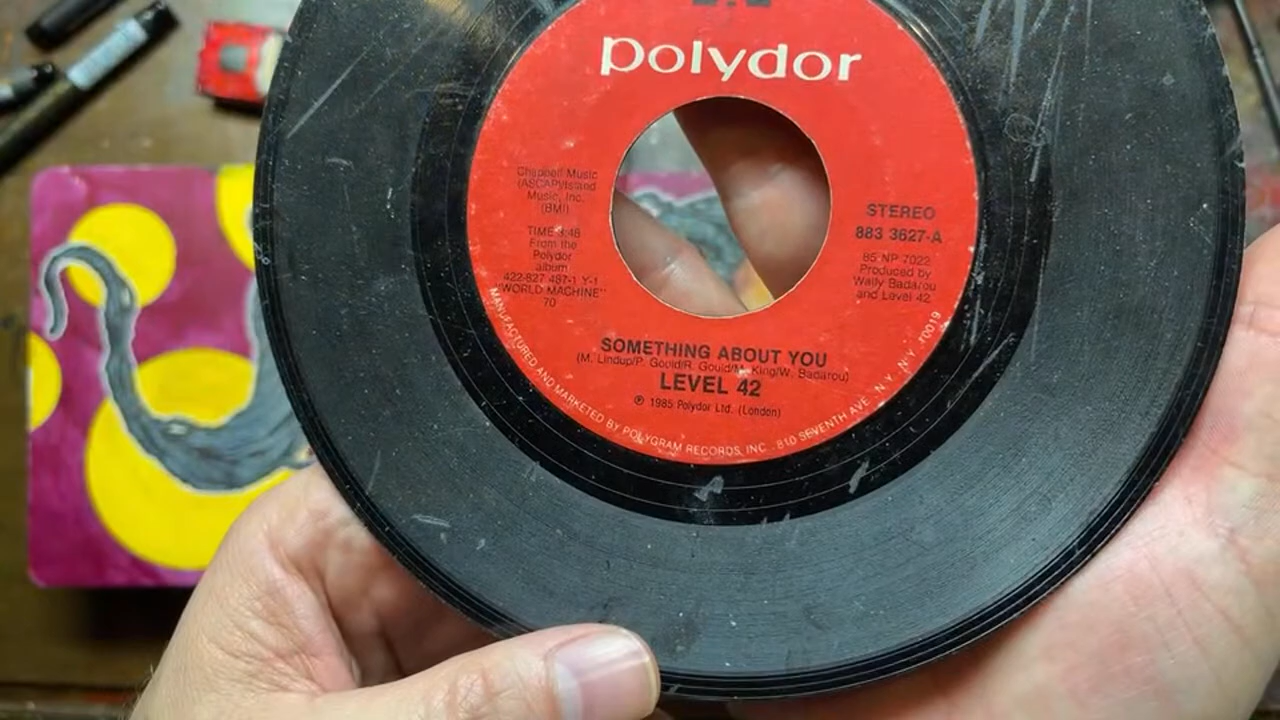 polydor
Chappell Music
(ASCAP)/Island
Music, Inc.
(BMI)
TIME 3:48
From the
Polydor
album
422-827 487-1 Y-1
"WORLD MACHINE"
70
STEREO
883 3627-A
85 NP 7022
Produced by
Wally Badarou
and Level 42
SOMETHING ABOUT YOU
(M. Lindup/P. Gould/R. Gould/M. King/W. Badarou)
LEVEL 42
℗ 1985 Polydor Ltd. (London)
MANUFACTURED AND MARKETED BY POLYGRAM RECORDS, INC. · 810 SEVENTH AVE · N.Y. N.Y. 10019